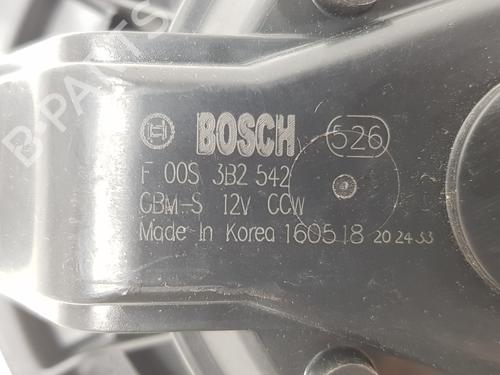 BOSCH 526
F 00S 3B2 542
CBM-S 12V CCW
Made In Korea 160518 20 24 33
B-PARTS